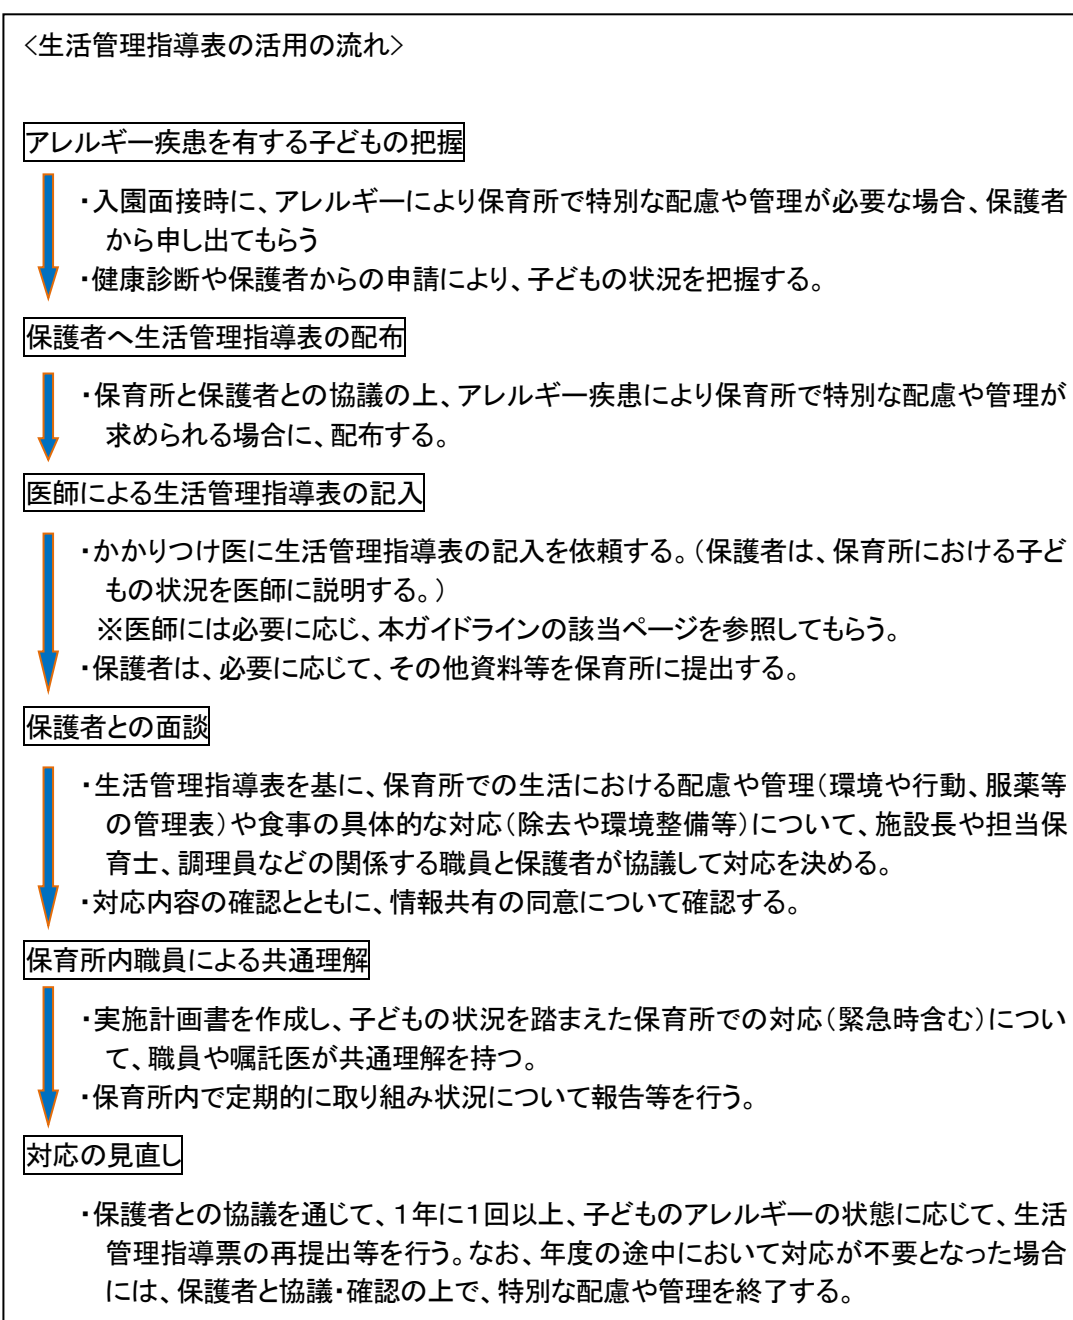 <生活管理指導表の活用の流れ>
アレルギー疾患を有する子どもの把握
・入園面接時に、アレルギーにより保育所で特別な配慮や管理が必要な場合、保護者
から申し出てもらう
・健康診断や保護者からの申請により、子どもの状況を把握する。
保護者へ生活管理指導表の配布
・保育所と保護者との協議の上、アレルギー疾患により保育所で特別な配慮や管理が
求められる場合に、配布する。
医師による生活管理指導表の記入
・かかりつけ医に生活管理指導表の記入を依頼する。（保護者は、保育所における子ど
もの状況を医師に説明する。）
※医師には必要に応じ、本ガイドラインの該当ページを参照してもらう。
・保護者は、必要に応じて、その他資料等を保育所に提出する。
保護者との面談
・生活管理指導表を基に、保育所での生活における配慮や管理（環境や行動、服薬等
の管理表）や食事の具体的な対応（除去や環境整備等）について、施設長や担当保
育士、調理員などの関係する職員と保護者が協議して対応を決める。
・対応内容の確認とともに、情報共有の同意について確認する。
保育所内職員による共通理解
・実施計画書を作成し、子どもの状況を踏まえた保育所での対応（緊急時含む）につい
て、職員や嘱託医が共通理解を持つ。
・保育所内で定期的に取り組み状況について報告等を行う。
対応の見直し
・保護者との協議を通じて、１年に１回以上、子どものアレルギーの状態に応じて、生活
管理指導票の再提出等を行う。なお、年度の途中において対応が不要となった場合
には、保護者と協議・確認の上で、特別な配慮や管理を終了する。